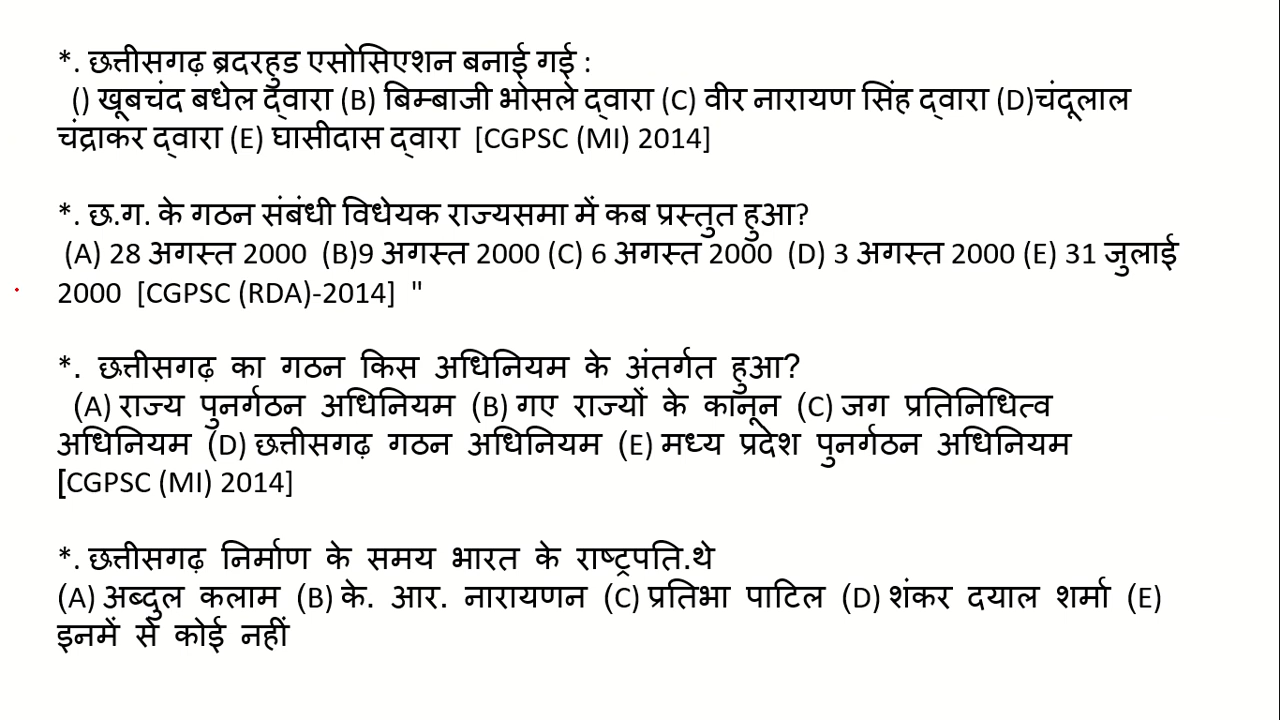 *. छत्तीसगढ़ ब्रदरहुड एसोसिएशन बनाई गई :
() खूबचंद बधेल द्वारा (B) बिम्बाजी भोसले द्वारा (C) वीर नारायण सिंह द्वारा (D)चंदूलाल
चंद्राकर द्वारा (E) घासीदास द्वारा [CGPSC (MI) 2014]
*. छ.ग. के गठन संबंधी विधेयक राज्यसमा में कब प्रस्तुत हुआ?
(A) 28 अगस्त 2000 (B)9 अगस्त 2000 (C) 6 अगस्त 2000 (D) 3 अगस्त 2000 (E) 31 जुलाई
2000 [CGPSC (RDA)-2014] "
*. छत्तीसगढ़ का गठन किस अधिनियम के अंतर्गत हुआ?
(A) राज्य पुनर्गठन अधिनियम (B) गए राज्यों के कानून (C) जग प्रतिनिधित्व
अधिनियम (D) छत्तीसगढ़ गठन अधिनियम (E) मध्य प्रदेश पुनर्गठन अधिनियम
[CGPSC (MI) 2014]
*. छत्तीसगढ़ निर्माण के समय भारत के राष्ट्रपति.थे
(A) अब्दुल कलाम (B) के. आर. नारायणन (C) प्रतिभा पाटिल (D) शंकर दयाल शर्मा (E)
इनमें से कोई नहीं